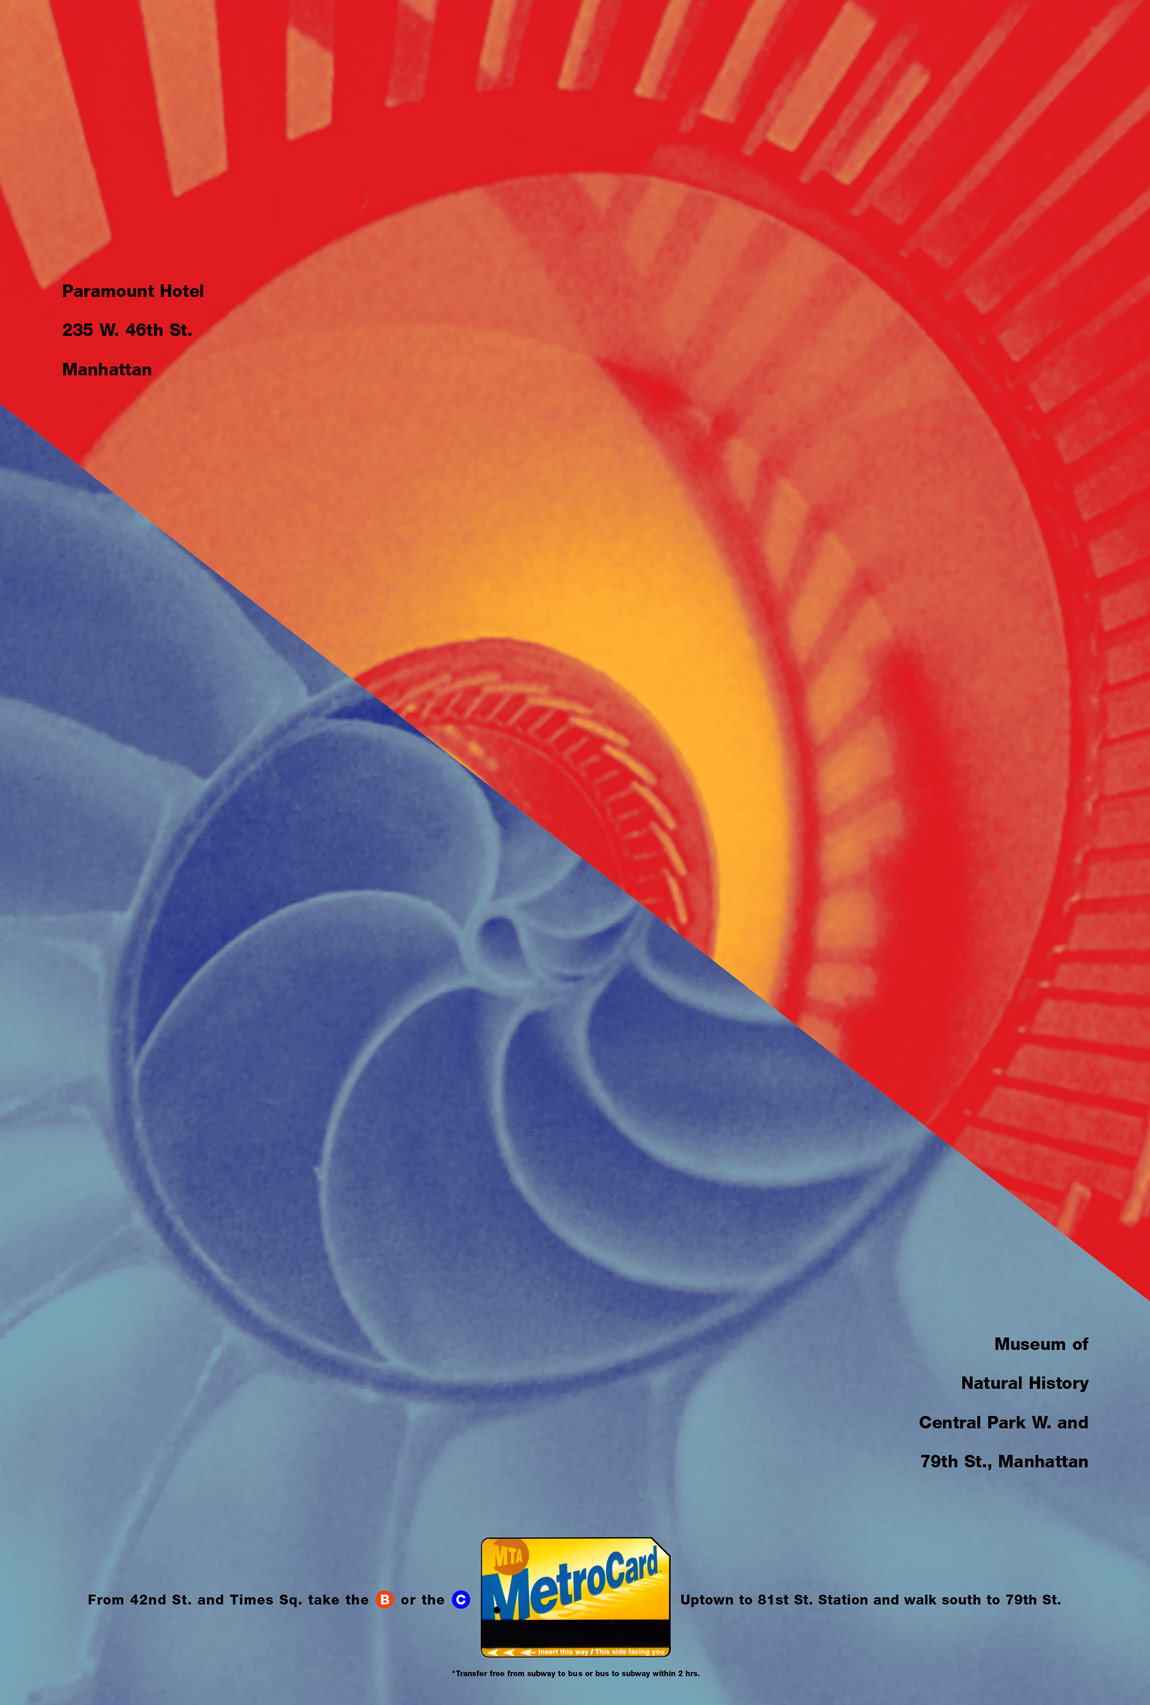 Paramount Hotel
235 W. 46th St.
Manhattan
Museum of
Natural History
Central Park W. and
79th St., Manhattan
From 42nd St. and Times Sq. take the B or the C
MTA
MetroCard
Insert this way / This side facing you
Uptown to 81st St. Station and walk south to 79th St.
*Transfer free from subway to bus or bus to subway within 2 hrs.